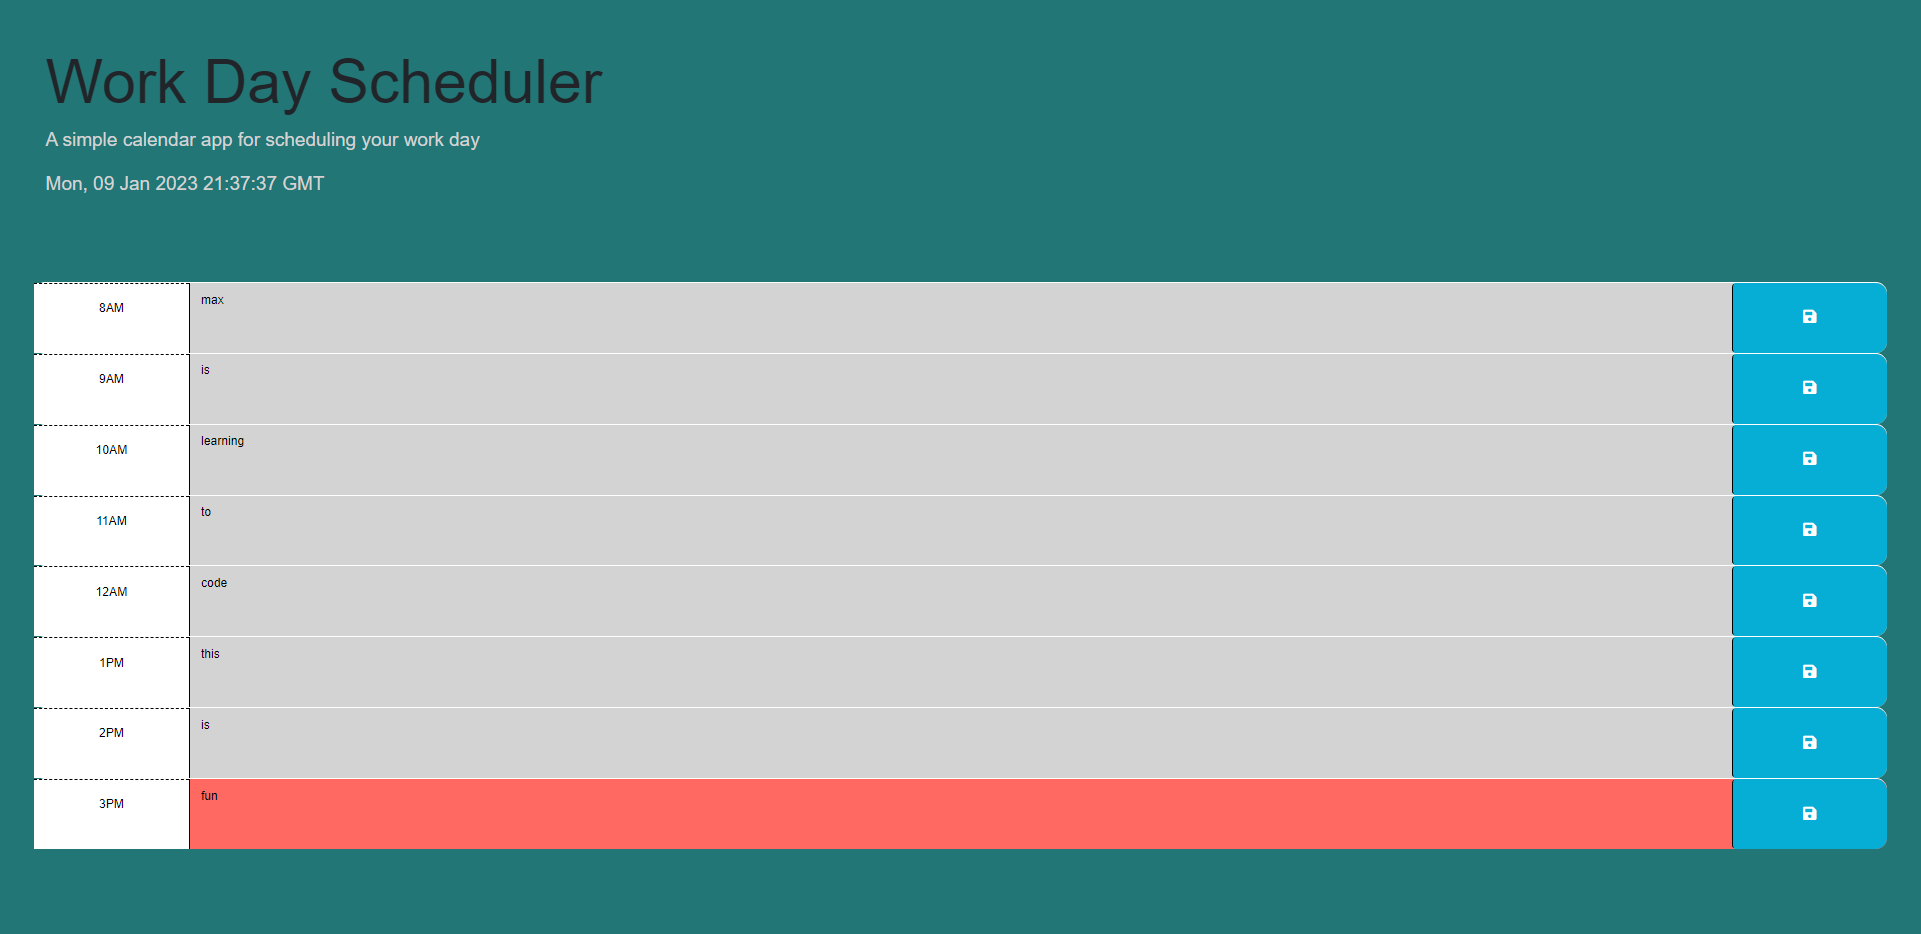 Work Day Scheduler
A simple calendar app for scheduling your work day
Mon, 09 Jan 2023 21:37:37 GMT
8AM max
9AM is
10AM learning
11AM to
12AM code
1PM this
2PM is
3PM fun